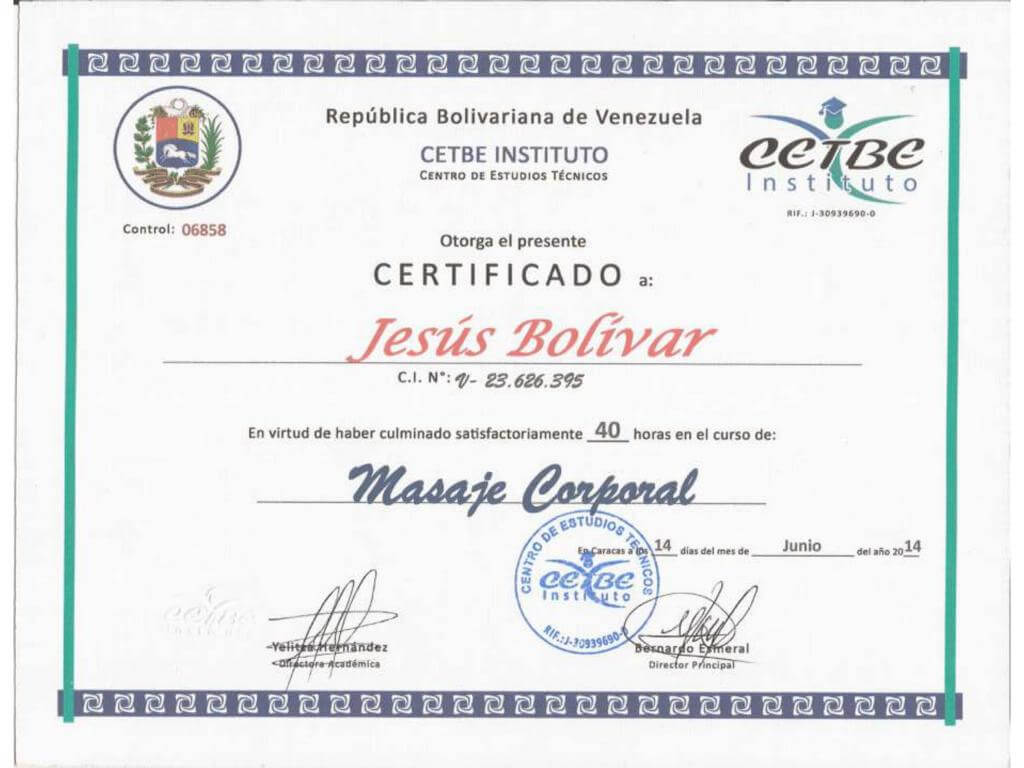 República Bolivariana de Venezuela
CETBE INSTITUTO
CENTRO DE ESTUDIOS TÉCNICOS
CETBE
Instituto
RIF.: J-30939690-0
Control: 06858
Otorga el presente
CERTIFICADO a:
Jesús Bolívar
C.I. N°: V- 23.626.395
En virtud de haber culminado satisfactoriamente 40 horas en el curso de:
Masaje Corporal
En Caracas a los 14 días del mes de Junio del año 2014
CENTRO DE ESTUDIOS TÉCNICOS
CETBE
Instituto
RIF.:J-30939690-0
Yelitza Hernández
Directora Académica
Bernardo Esmeral
Director Principal